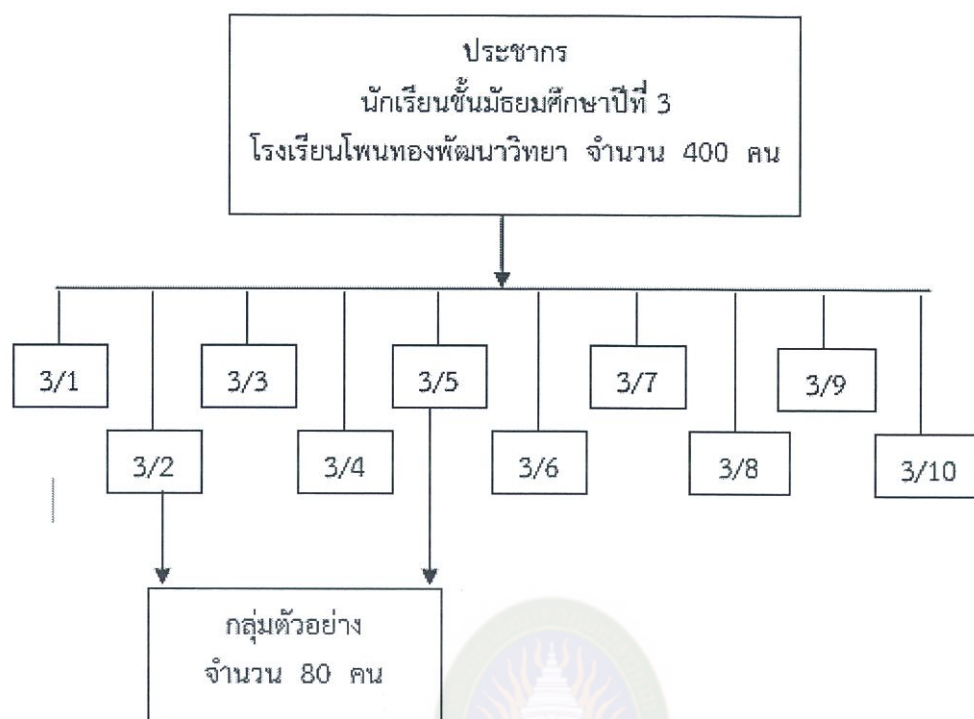 ประชากร
นักเรียนชั้นมัธยมศึกษาปีที่ 3
โรงเรียนโพนทองพัฒนาวิทยา จำนวน 400 คน
3/1
3/3
3/5
3/7
3/9
3/2
3/4
3/6
3/8
3/10
กลุ่มตัวอย่าง
จำนวน 80 คน